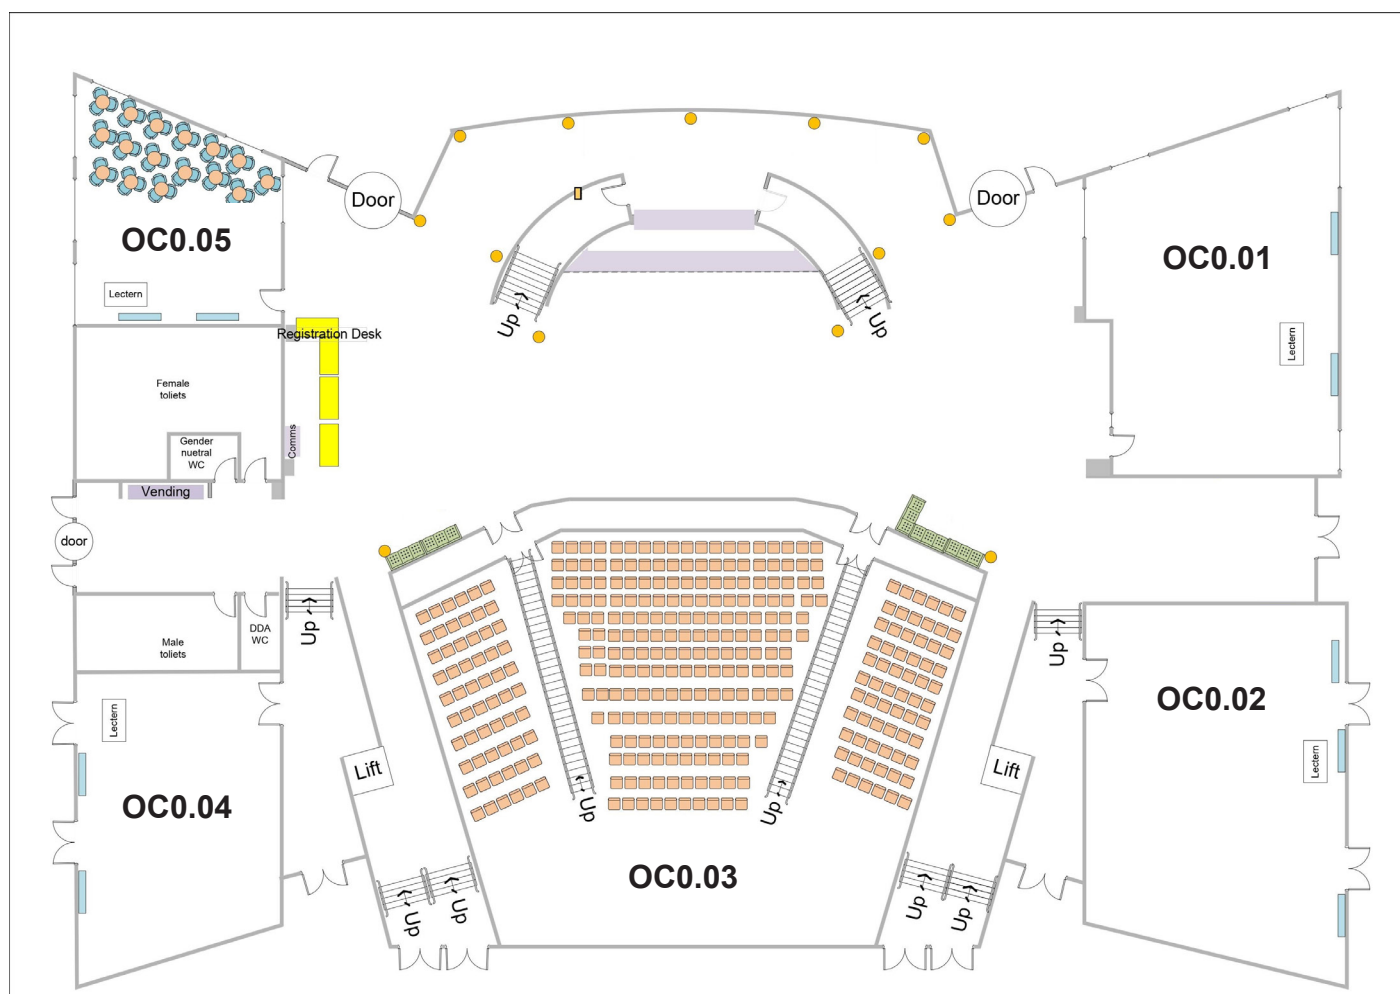 Door
Door
OC0.05
OC0.01
Lectern
Up
Up
Registration Desk
Lectern
Female
toliets
Comms
Gender
nuetral
WC
Vending
door
Up
DDA
WC
Male
toliets
Up
Lectern
OC0.02
Lift
Lift
Lectern
OC0.04
Up
Up
OC0.03
Up
Up
Up
Up